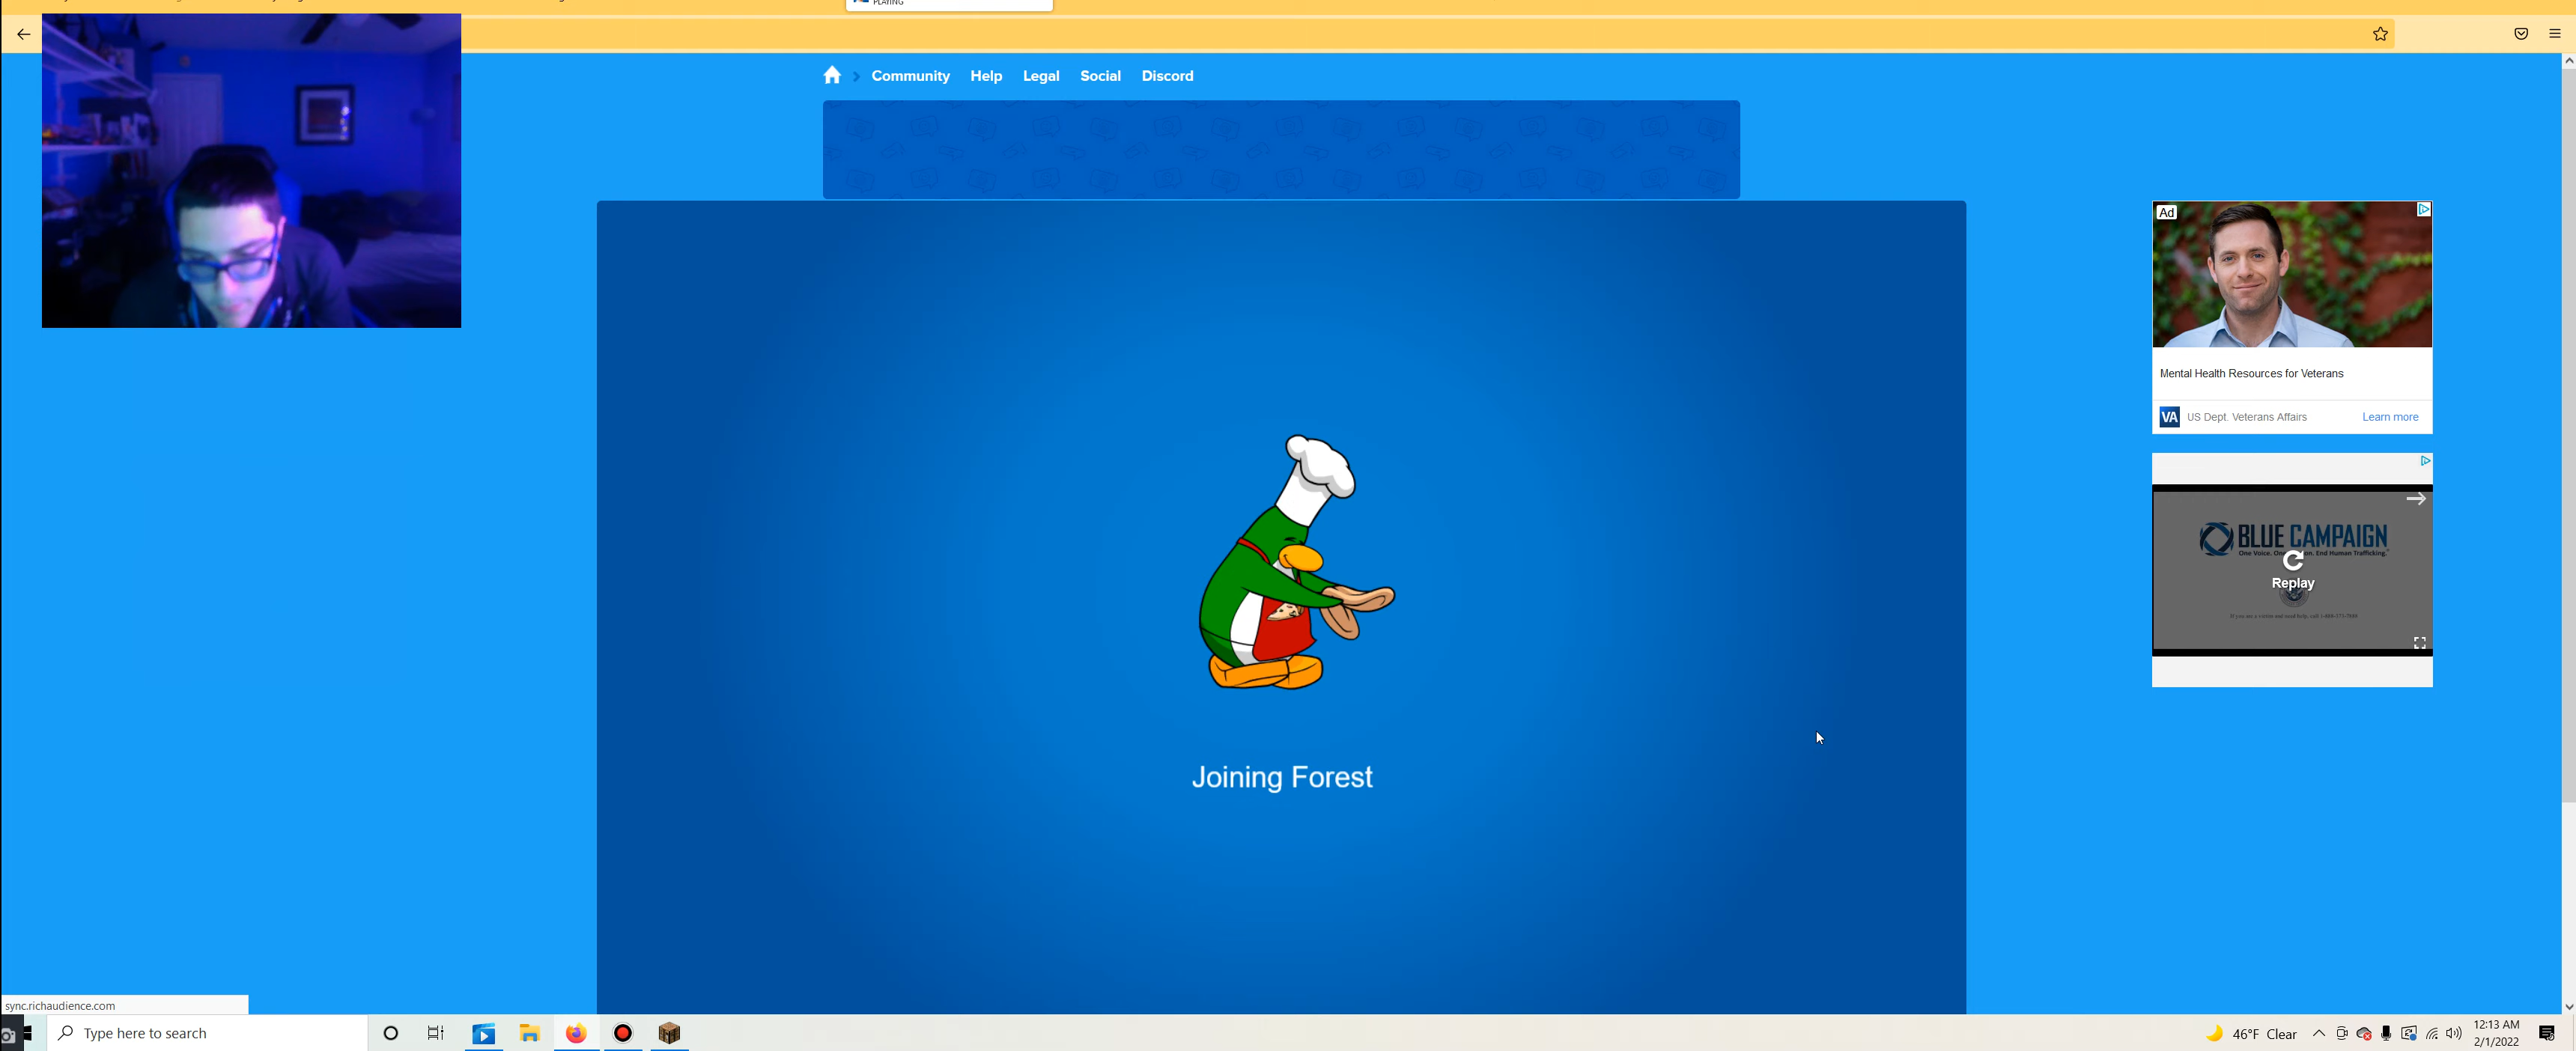 PLAYING
Community Help Legal Social Discord
Ad
Mental Health Resources for Veterans
VA US Dept. Veterans Affairs Learn more
BLUE CAMPAIGN
Replay
Joining Forest
sync.richaudience.com
Type here to search
46°F Clear
12:13 AM
2/1/2022